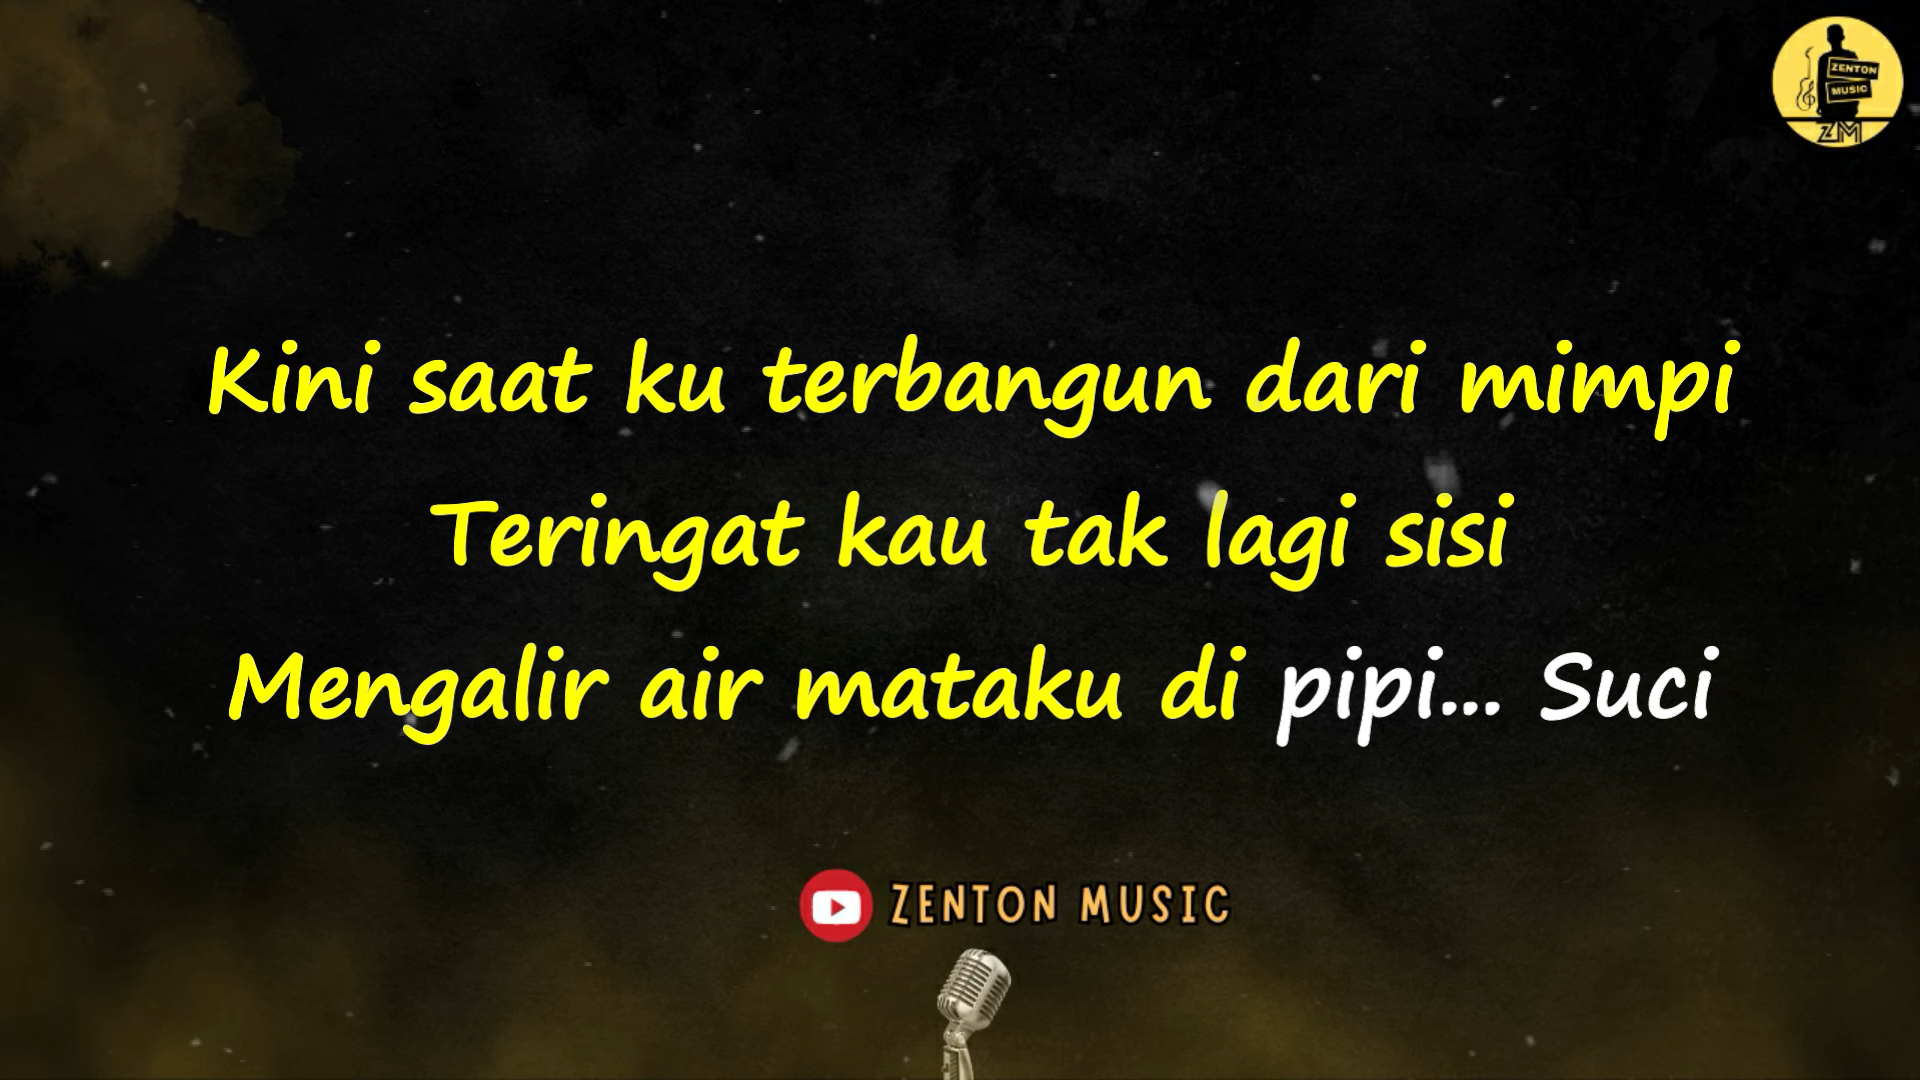 ZENTON
MUSIC
ZM
Kini saat ku terbangun dari mimpi
Teringat kau tak lagi sisi
Mengalir air mataku di pipi... Suci
ZENTON MUSIC